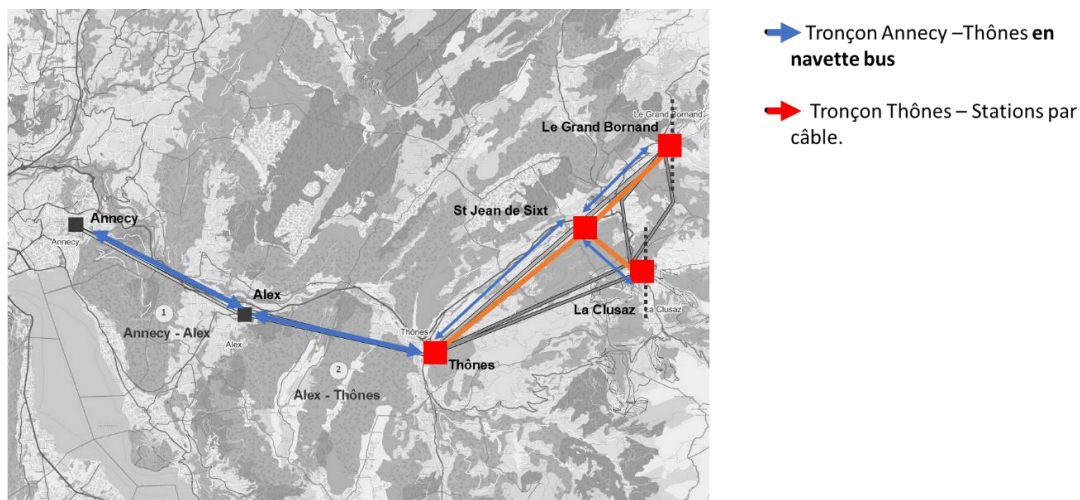 Tronçon Annecy –Thônes en
navette bus
Tronçon Thônes – Stations par
câble.
Le Grand Bornand
Le Grand Bornand
St Jean de Sixt
Annecy
Annecy
La Clusaz
La Clusaz
Alex
1
Annecy - Alex
Alex
Thônes
Thônes
2
Alex - Thônes